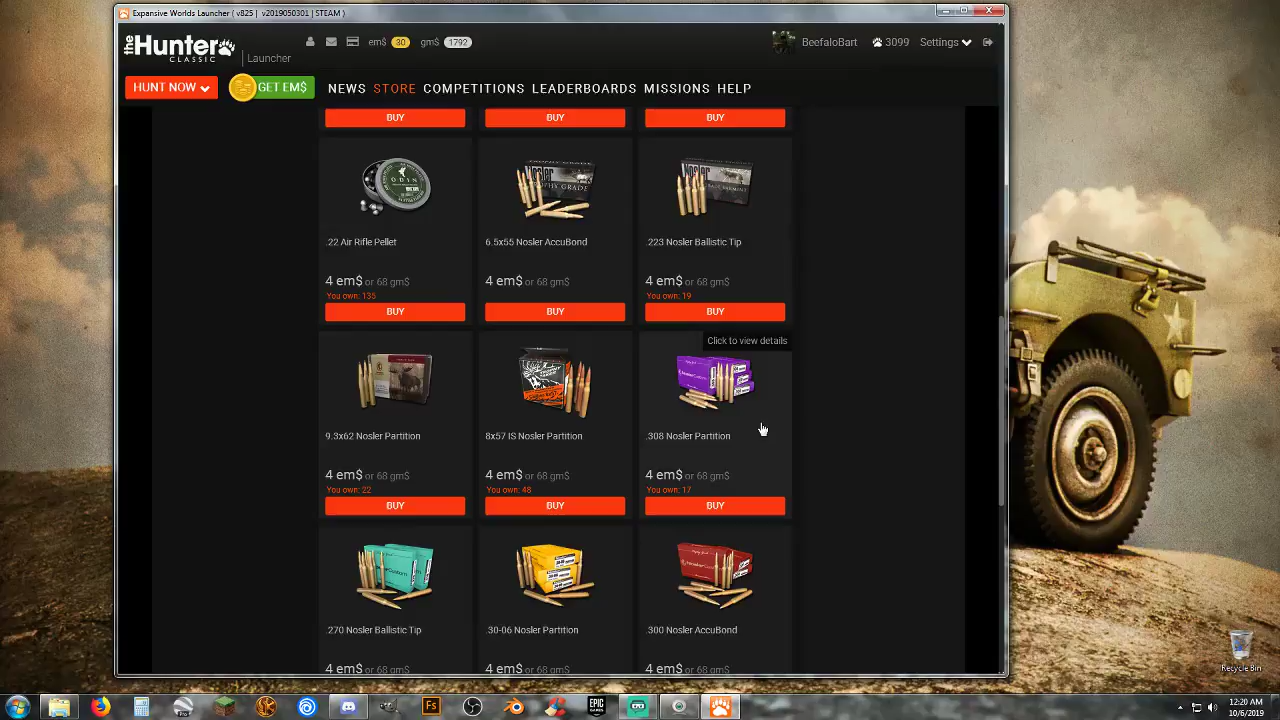 Expansive Worlds Launcher ( v825 | v2019050301 | STEAM )
theHunter CLASSIC | Launcher em$ 30 gm$ 1792 BeefaloBart 3099 Settings
HUNT NOW GET EM$ NEWS STORE COMPETITIONS LEADERBOARDS MISSIONS HELP
BUY BUY BUY
ODIN TROPHY GRADE
.22 Air Rifle Pellet 6.5x55 Nosler AccuBond .223 Nosler Ballistic Tip
4 em$ or 68 gm$ 4 em$ or 68 gm$ 4 em$ or 68 gm$
You own: 135 You own: 19
BUY BUY BUY
Click to view details
9.3x62 Nosler Partition 8x57 IS Nosler Partition .308 Nosler Partition
4 em$ or 68 gm$ 4 em$ or 68 gm$ 4 em$ or 68 gm$
You own: 22 You own: 48 You own: 17
BUY BUY BUY
.270 Nosler Ballistic Tip .30-06 Nosler Partition .300 Nosler AccuBond
4 em$ or 68 gm$ 4 em$ or 68 gm$ 4 em$ or 68 gm$
Recycle Bin
Pro Fs EPIC GAMES
12:20 AM
10/6/2019